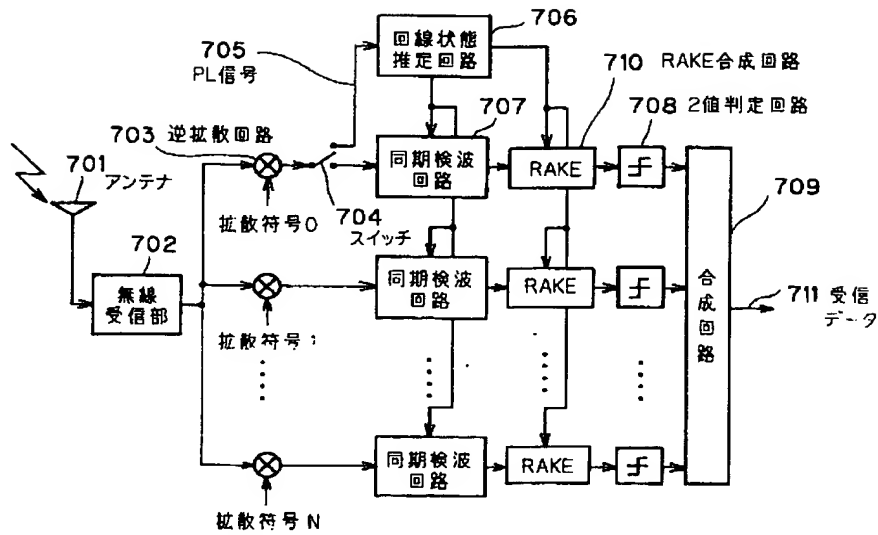 705
PL信号
回線状態
推定回路
706
710 RAKE合成回路
707
708 2値判定回路
703 逆拡散回路
701
アンテナ
同期検波
回路
RAKE
拡散符号0
704
スイッチ
709
702
無線
受信部
同期検波
回路
RAKE
拡散符号1
合成回路
711 受信
データ
同期検波
回路
RAKE
拡散符号N